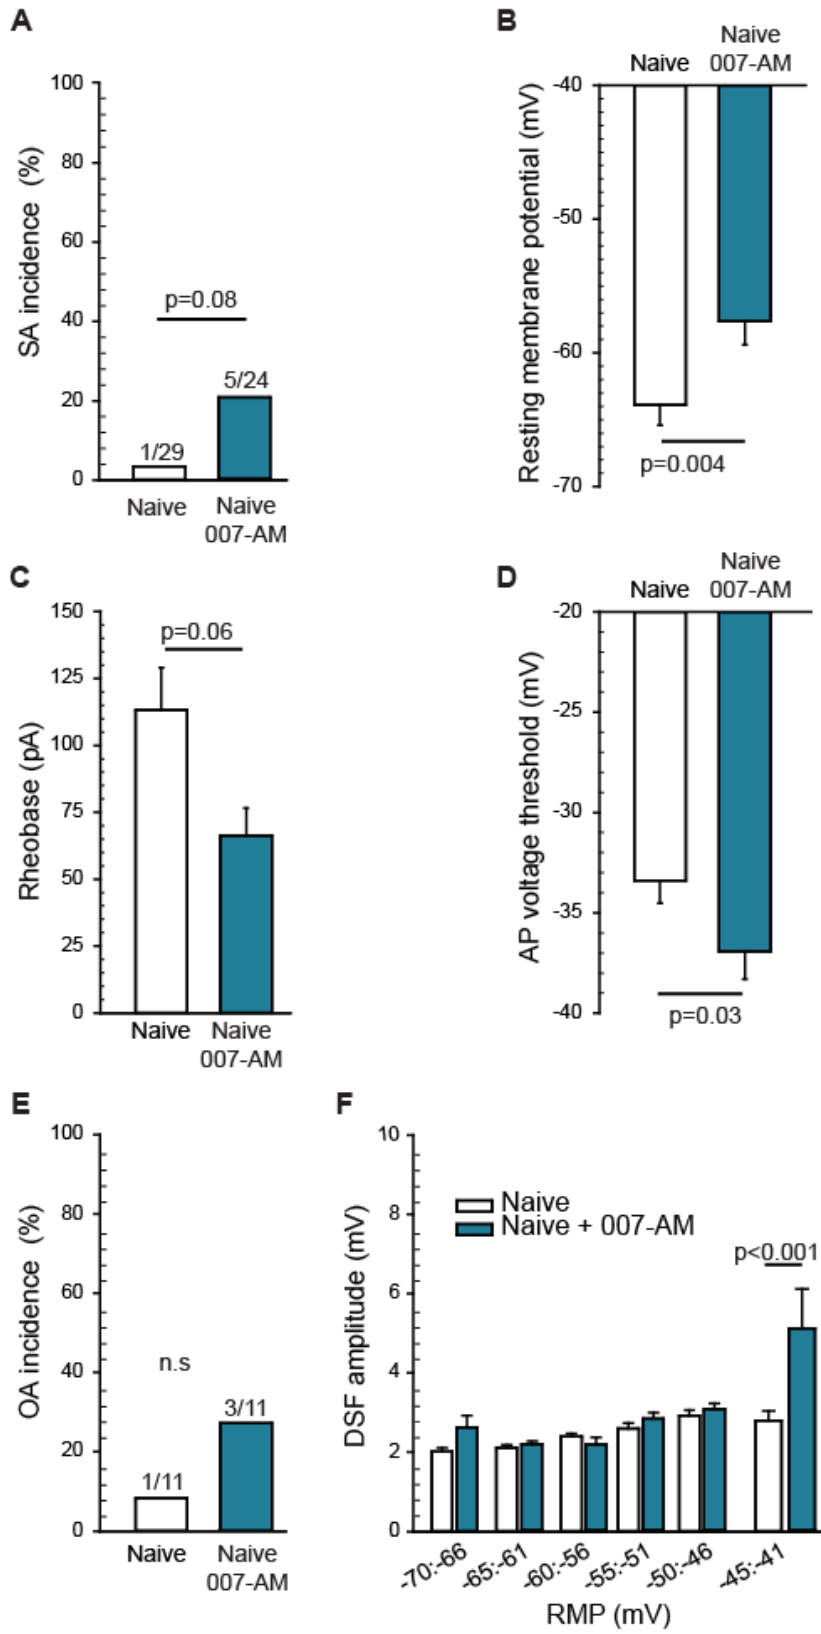 A
SA incidence (%)
100
80
60
40
20
0
p=0.08
1/29
5/24
Naive
Naive
007-AM
B
Resting membrane potential (mV)
Naive
Naive
007-AM
-40
-50
-60
-70
p=0.004
C
Rheobase (pA)
150
125
100
75
50
25
0
p=0.06
Naive
Naive
007-AM
D
AP voltage threshold (mV)
Naive
Naive
007-AM
-20
-25
-30
-35
-40
p=0.03
E
OA incidence (%)
100
80
60
40
20
0
n.s
1/11
3/11
Naive
Naive
007-AM
F
DSF amplitude (mV)
10
8
6
4
2
0
Naive
Naive + 007-AM
p<0.001
-70:-66
-65:-61
-60:-56
-55:-51
-50:-46
-45:-41
RMP (mV)